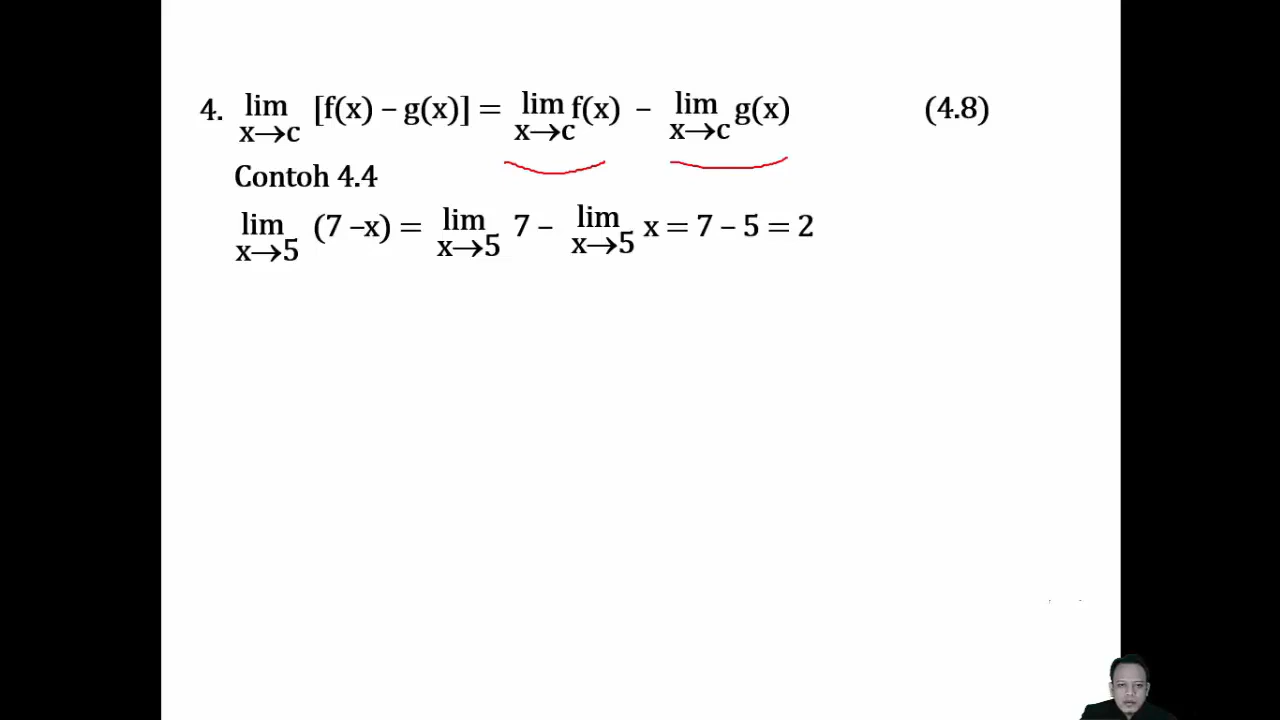 4. lim x→c [f(x) – g(x)] = lim x→c f(x) – lim x→c g(x) (4.8)
Contoh 4.4
lim x→5 (7 –x) = lim x→5 7 – lim x→5 x = 7 – 5 = 2